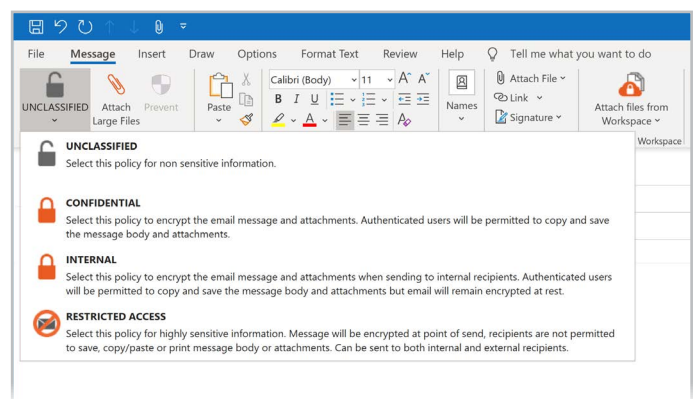 File Message Insert Draw Options Format Text Review Help Tell me what you want to do
Calibri (Body) 11 A A
Attach File
UNCLASSIFIED Attach Large Files Prevent Paste B I U Names Link Attach files from Workspace
A Signature
Workspace
UNCLASSIFIED
Select this policy for non sensitive information.
CONFIDENTIAL
Select this policy to encrypt the email message and attachments. Authenticated users will be permitted to copy and save
the message body and attachments.
INTERNAL
Select this policy to encrypt the email message and attachments when sending to internal recipients. Authenticated users
will be permitted to copy and save the message body and attachments but email will remain encrypted at rest.
RESTRICTED ACCESS
Select this policy for highly sensitive information. Message will be encrypted at point of send, recipients are not permitted
to save, copy/paste or print message body or attachments. Can be sent to both internal and external recipients.